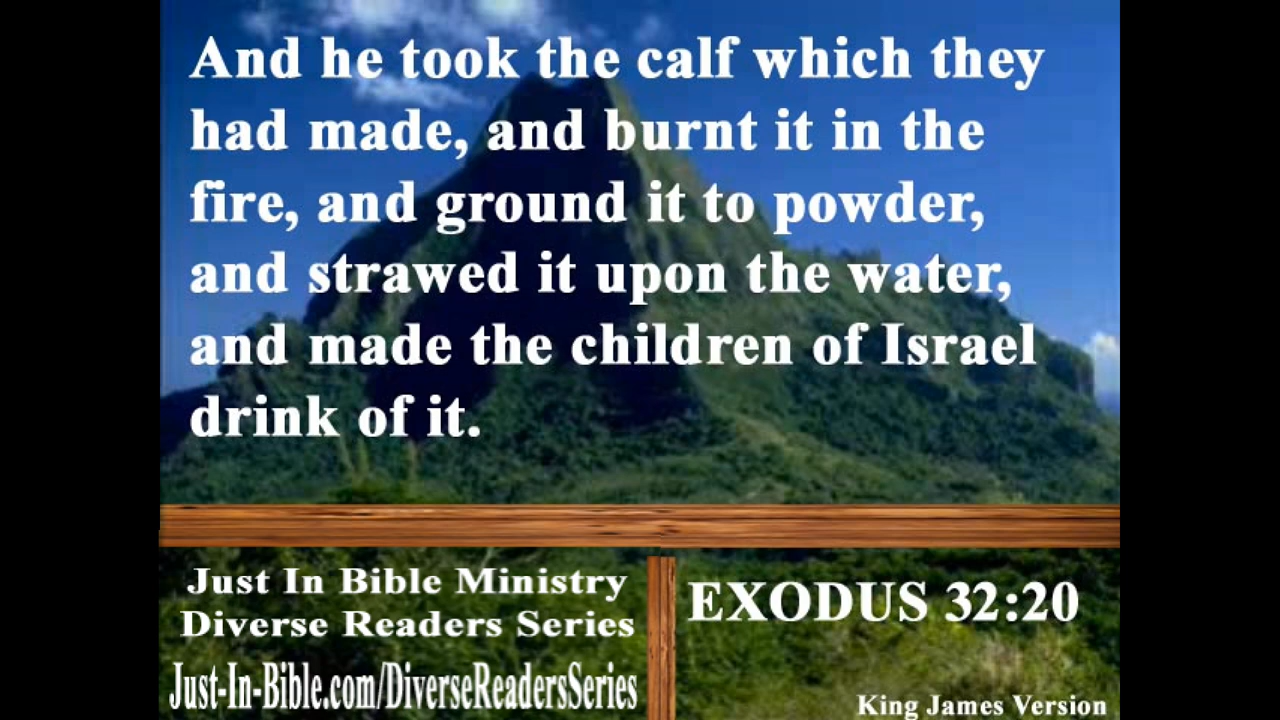 And he took the calf which they
had made, and burnt it in the
fire, and ground it to powder,
and strawed it upon the water,
and made the children of Israel
drink of it.
Just In Bible Ministry
Diverse Readers Series
Just-In-Bible.com/DiverseReadersSeries
EXODUS 32:20
King James Version